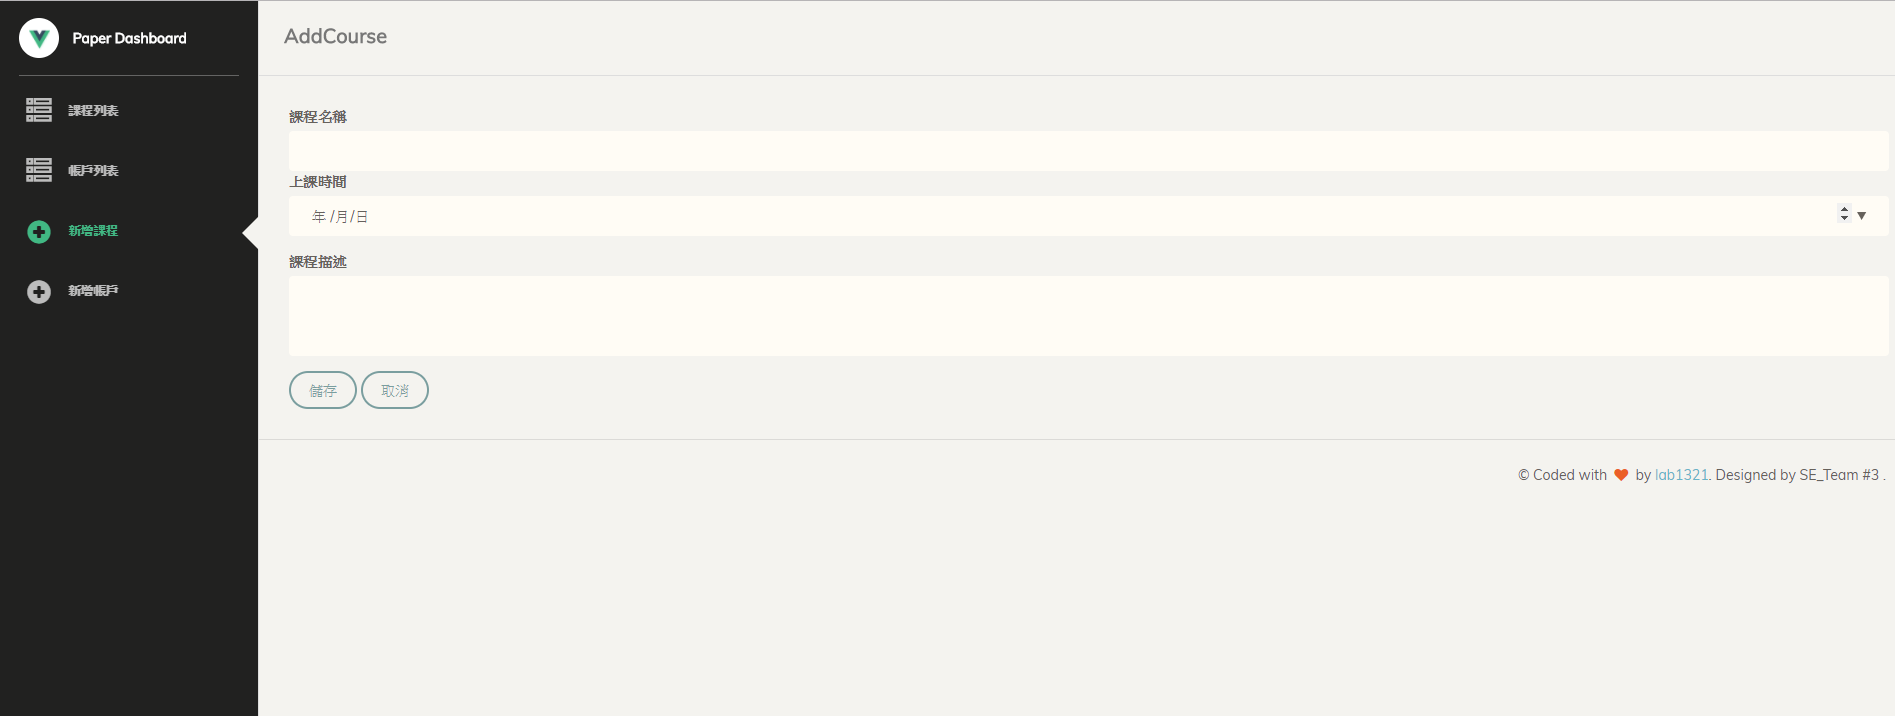 Paper Dashboard
課程列表
帳戶列表
新增課程
新增帳戶
AddCourse
課程名稱
上課時間
年 /月/日
課程描述
儲存
取消
© Coded with by lab1321. Designed by SE_Team #3 .